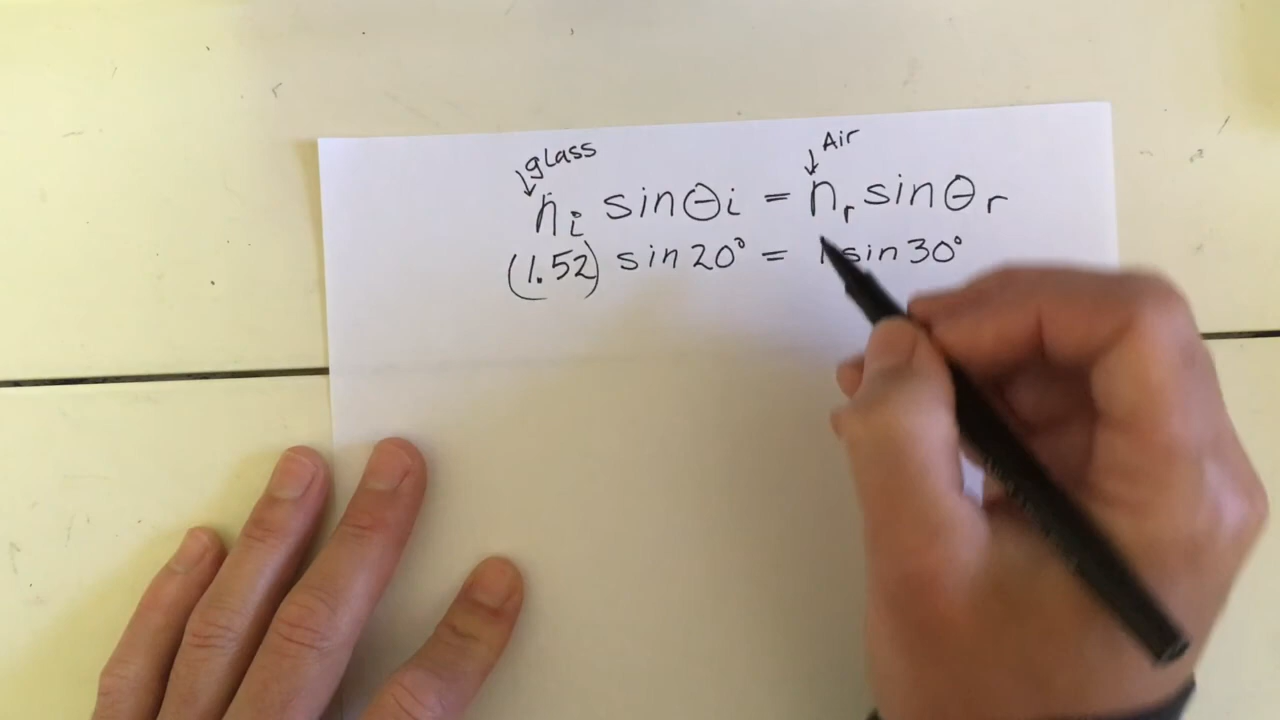 glass Air
ni sinθi = nr sinθr
(1.52) sin 20° = 1 sin 30°